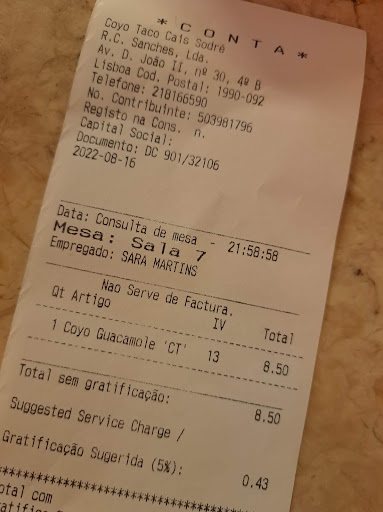 * C O N T A *
Coyo Taco Cais Sodré
R.C. Sanches, Lda.
Av. D. João II, nº 30, 4º B
Lisboa Cod. Postal: 1990-092
Telefone: 218166590
No. Contribuinte: 503981796
Registo na Cons. n.
Capital Social:
Documento: DC 901/32106
2022-08-16
Data: Consulta de mesa - 21:58:58
Mesa: Sala 7
Empregado: SARA MARTINS
Nao Serve de Factura.
Qt Artigo IV Total
1 Coyo Guacamole 'CT' 13 8.50
Total sem gratificação: 8.50
Suggested Service Charge /
Gratificação Sugerida (5%): 0.43
****************************************
otal com